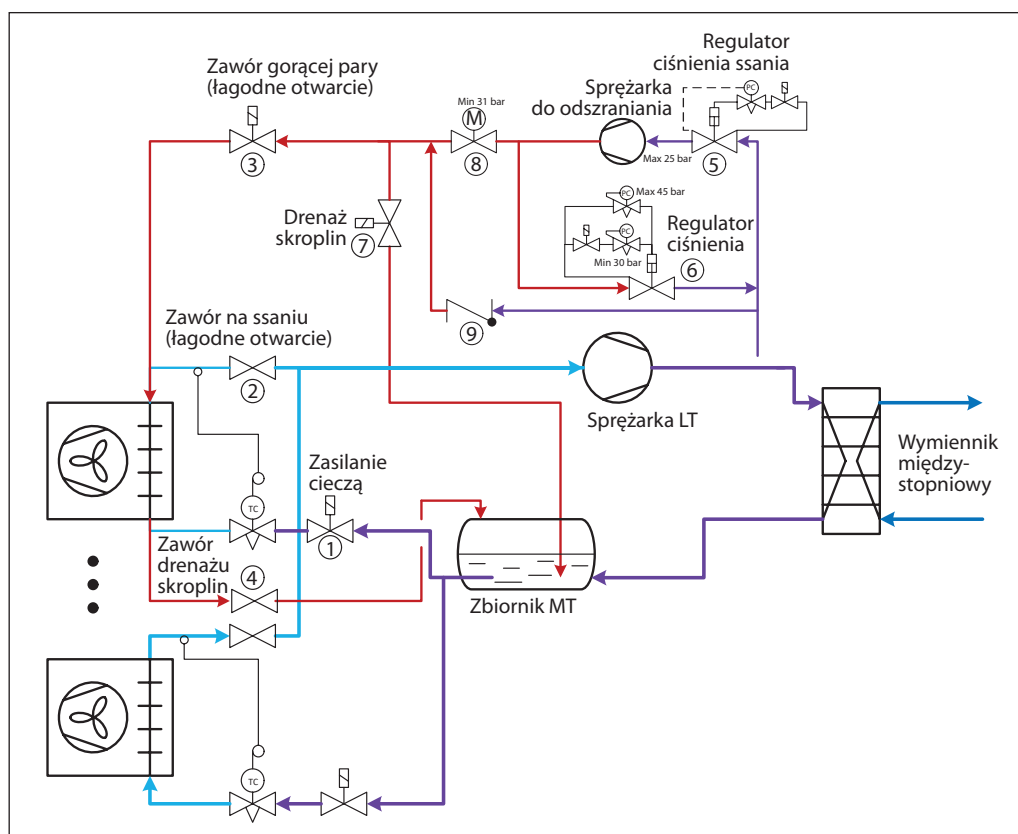 Regulator
ciśnienia ssania
Zawór gorącej pary
(łagodne otwarcie)
Sprężarka
do odszraniania
PC
Min 31 bar
M
3
8
Max 25 bar
5
PC
Max 45 bar
Drenaż
skroplin
7
PC
Regulator
ciśnienia
Min 30 bar
6
9
Zawór na ssaniu
(łagodne otwarcie)
2
Sprężarka LT
Zasilanie
cieczą
Wymiennik
między-
stopniowy
TC
1
Zawór
drenażu
skroplin
4
Zbiornik MT
TC